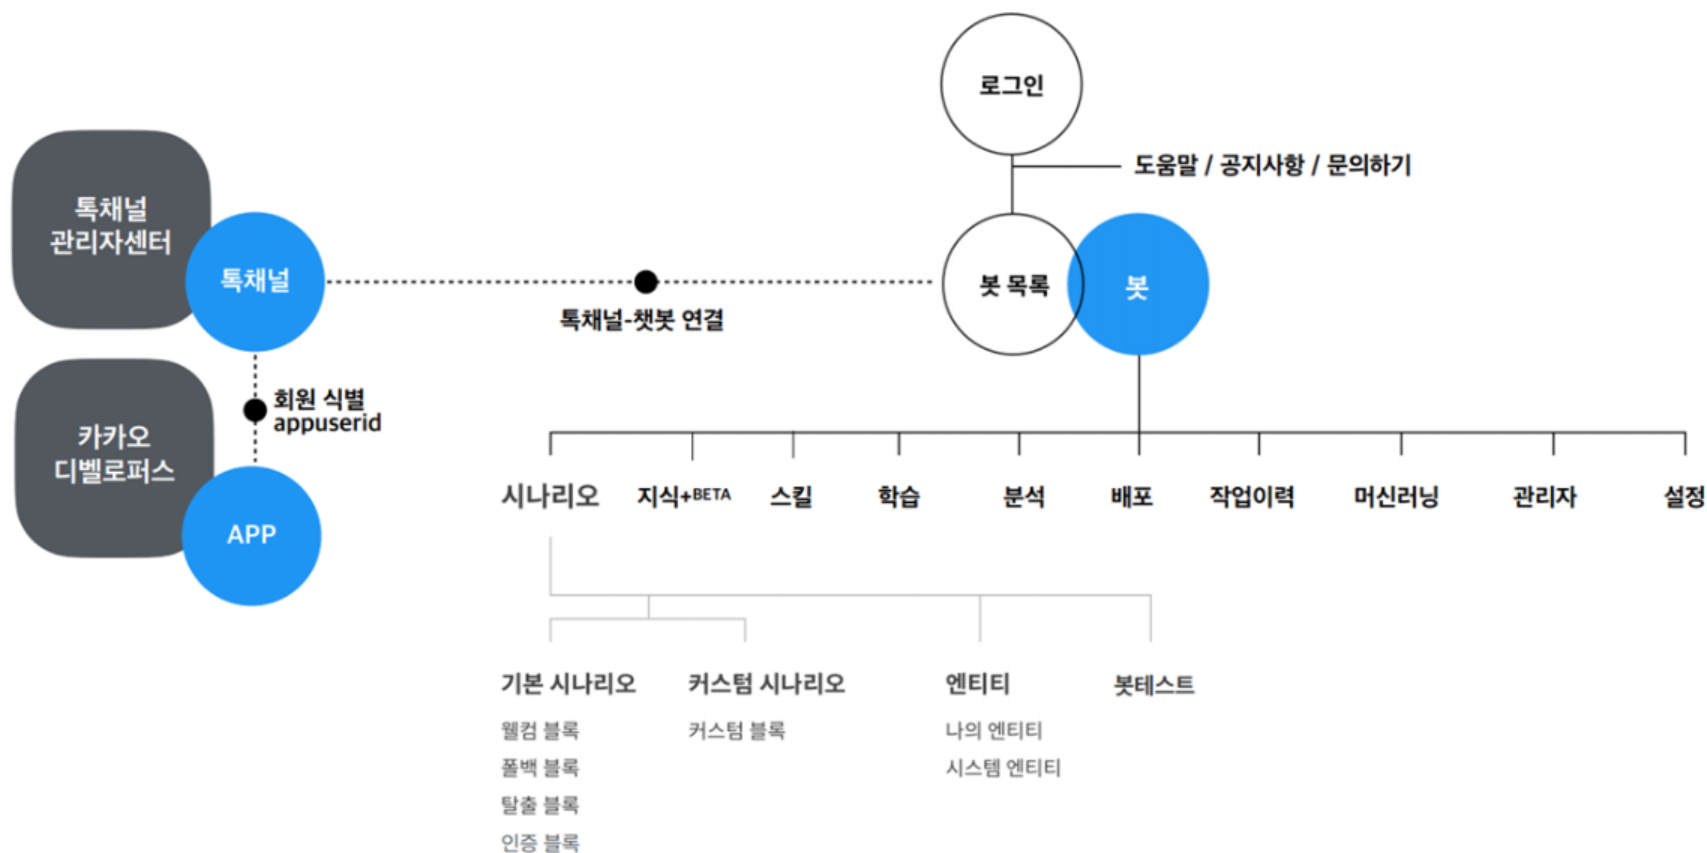 로그인
도움말 / 공지사항 / 문의하기
톡채널
관리자센터
톡채널
톡채널-챗봇 연결
봇 목록
봇
회원 식별
appuserid
카카오
디벨로퍼스
APP
시나리오
지식+BETA
스킬
학습
분석
배포
작업이력
머신러닝
관리자
설정
기본 시나리오
웰컴 블록
폴백 블록
탈출 블록
인증 블록
커스텀 시나리오
커스텀 블록
엔티티
나의 엔티티
시스템 엔티티
봇테스트